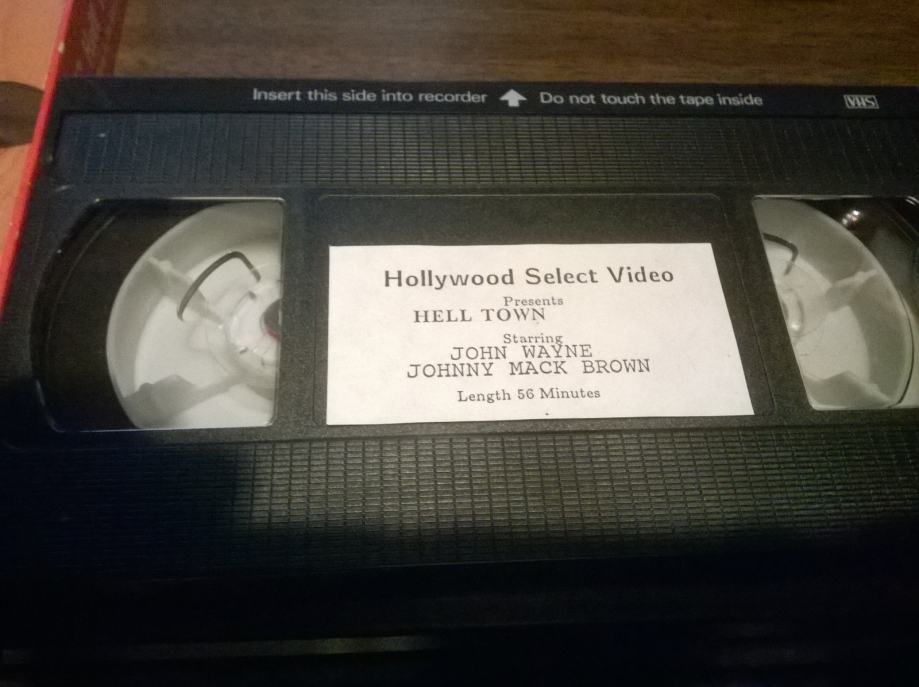 Insert this side into recorder Do not touch the tape inside VHS
Hollywood Select Video
Presents
HELL TOWN
Starring
JOHN WAYNE
JOHNNY MACK BROWN
Length 56 Minutes